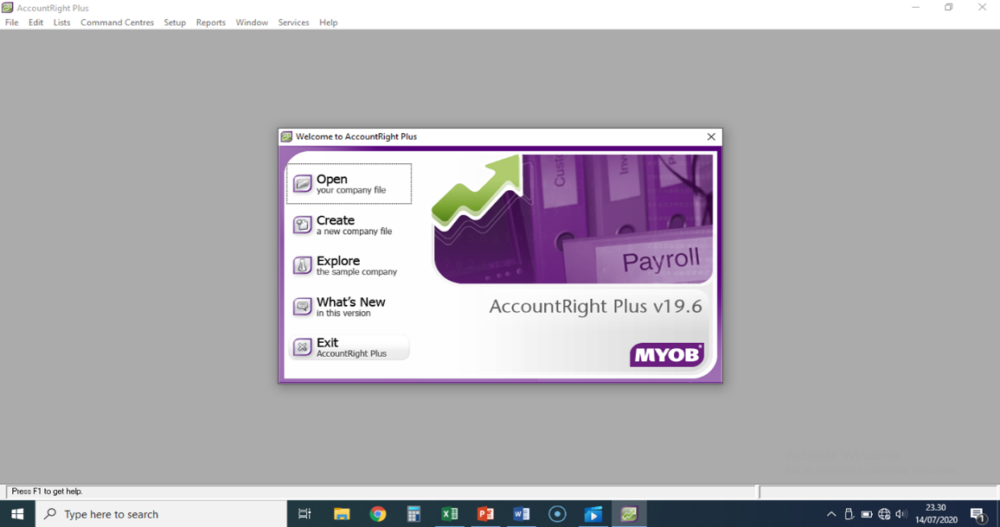 AccountRight Plus
File Edit Lists Command Centres Setup Reports Window Services Help
Welcome to AccountRight Plus
Open
your company file
Create
a new company file
Explore
the sample company
What's New
in this version
Exit
AccountRight Plus
Payroll
AccountRight Plus v19.6
MYOB
Press F1 to get help.
Type here to search
23.30
14/07/2020
1